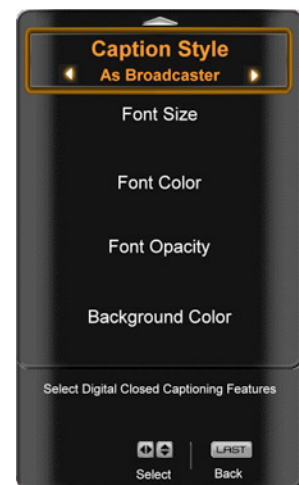 Caption Style
As Broadcaster
Font Size
Font Color
Font Opacity
Background Color
Select Digital Closed Captioning Features
LAST
Select Back